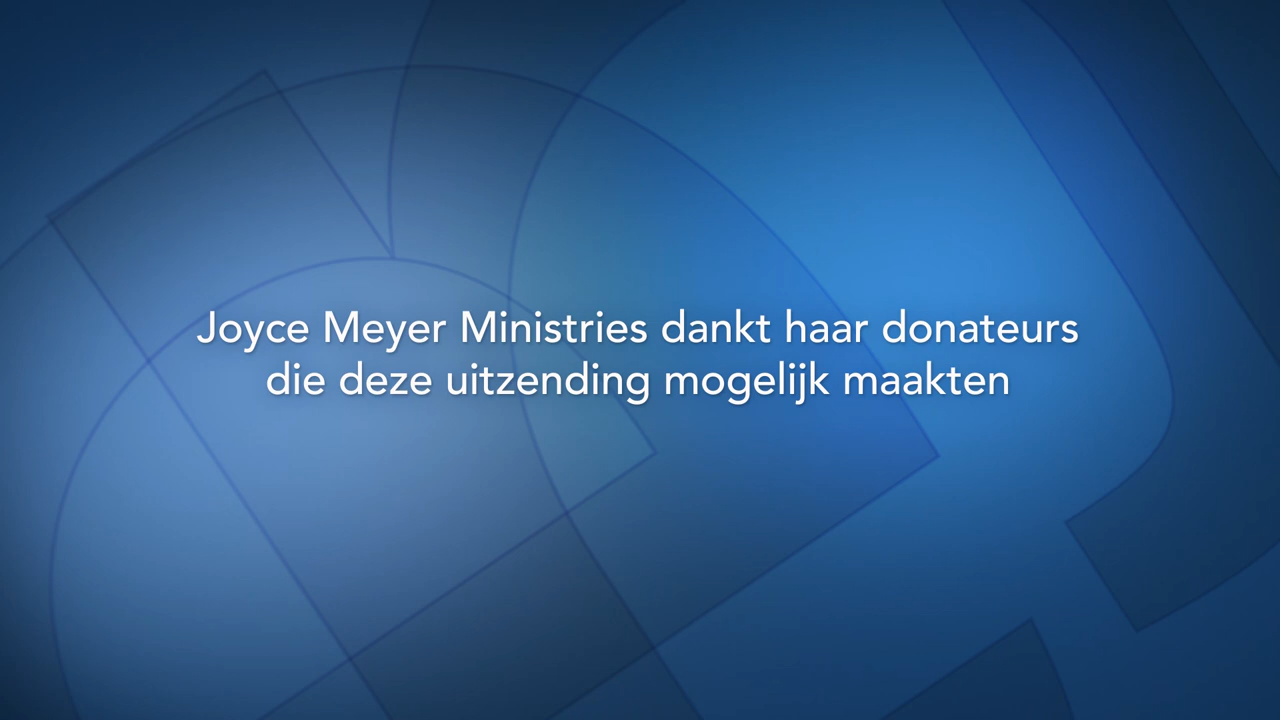 Joyce Meyer Ministries dankt haar donateurs
die deze uitzending mogelijk maakten